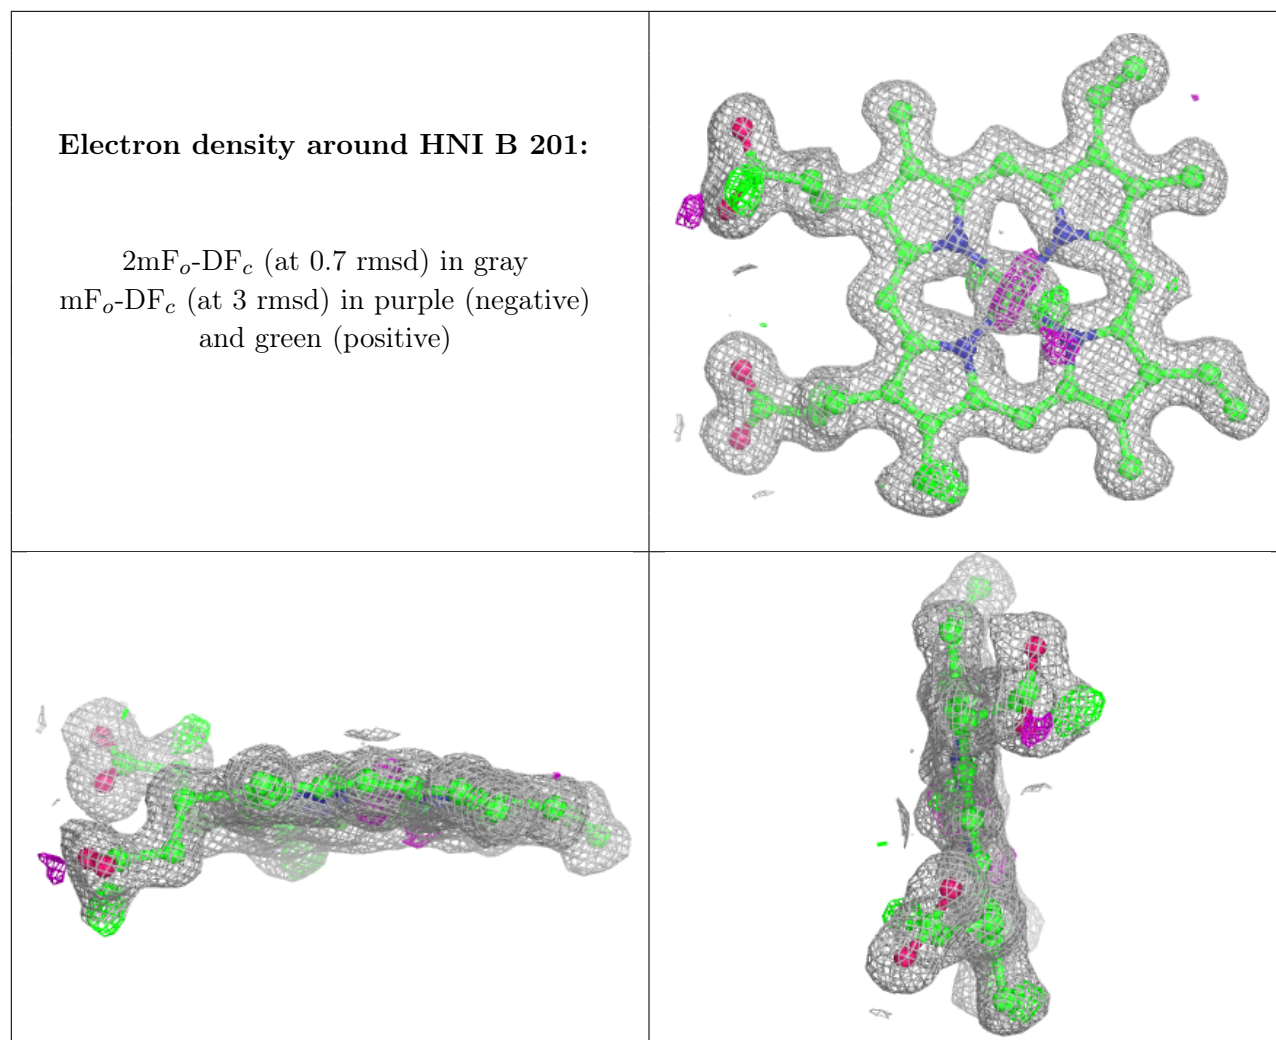 Electron density around HNI B 201:
2mFo-DFc (at 0.7 rmsd) in gray
mFo-DFc (at 3 rmsd) in purple (negative)
and green (positive)